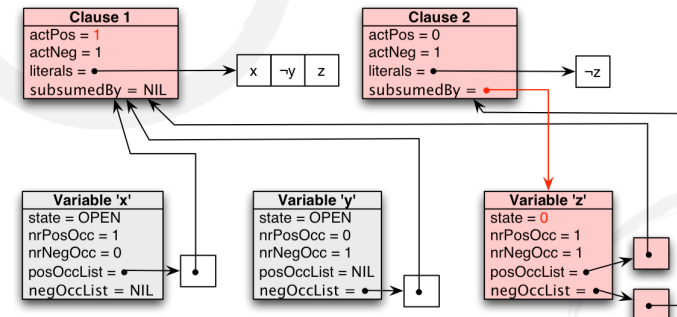 Clause 1
actPos = 1
actNeg = 1
literals =
subsumedBy = NIL
x ¬y z
Clause 2
actPos = 0
actNeg = 1
literals =
subsumedBy =
¬z
Variable 'x'
state = OPEN
nrPosOcc = 1
nrNegOcc = 0
posOccList =
negOccList = NIL
Variable 'y'
state = OPEN
nrPosOcc = 0
nrNegOcc = 1
posOccList = NIL
negOccList =
Variable 'z'
state = 0
nrPosOcc = 1
nrNegOcc = 1
posOccList =
negOccList =